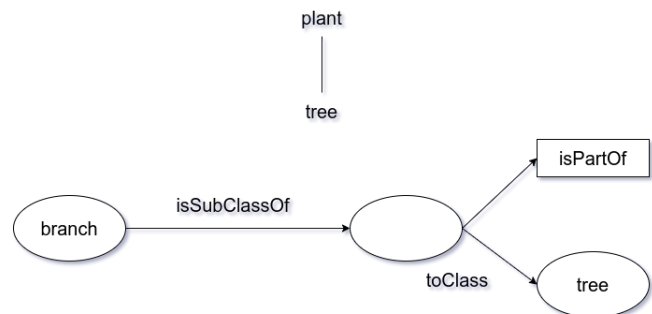 plant
tree
isPartOf
isSubClassOf
branch
toClass
tree